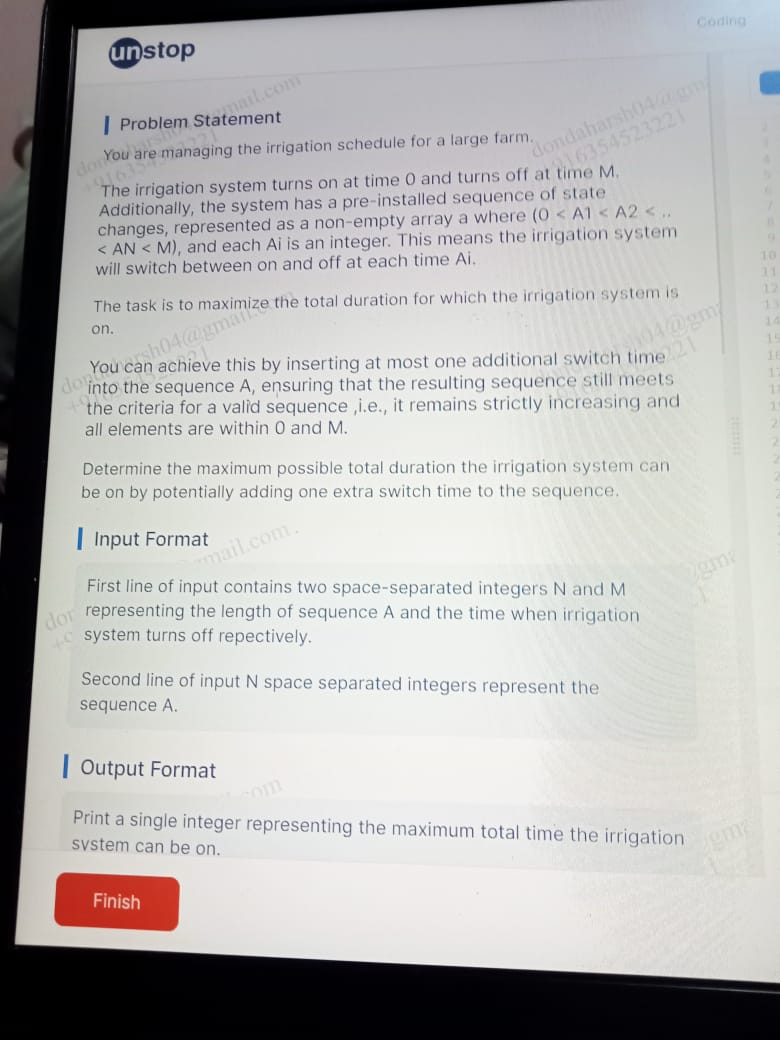 Coding
unstop
Problem Statement
You are managing the irrigation schedule for a large farm.
The irrigation system turns on at time 0 and turns off at time M.
Additionally, the system has a pre-installed sequence of state
changes, represented as a non-empty array a where (0 < A1 < A2 < ..
< AN < M), and each Ai is an integer. This means the irrigation system
will switch between on and off at each time Ai.
The task is to maximize the total duration for which the irrigation system is
on.
You can achieve this by inserting at most one additional switch time
into the sequence A, ensuring that the resulting sequence still meets
the criteria for a valid sequence ,i.e., it remains strictly increasing and
all elements are within 0 and M.
Determine the maximum possible total duration the irrigation system can
be on by potentially adding one extra switch time to the sequence.
Input Format
First line of input contains two space-separated integers N and M
representing the length of sequence A and the time when irrigation
system turns off repectively.
Second line of input N space separated integers represent the
sequence A.
Output Format
Print a single integer representing the maximum total time the irrigation
system can be on.
Finish